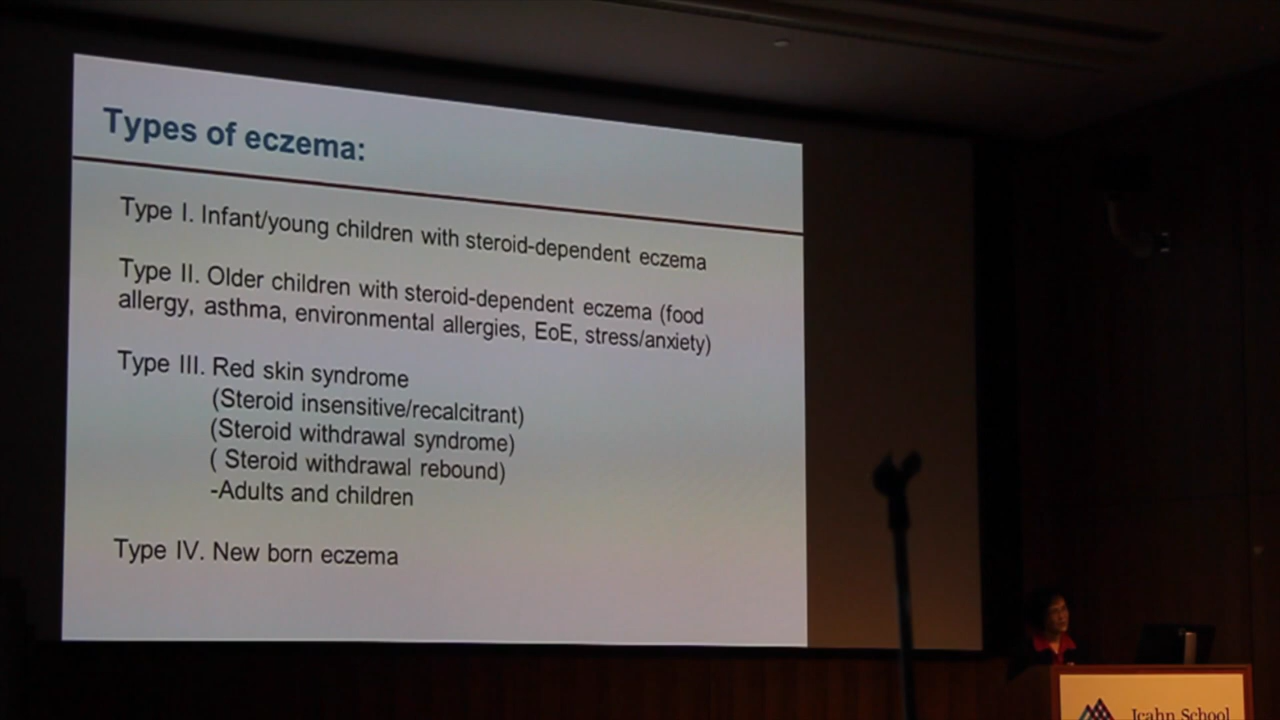 Types of eczema:
Type I. Infant/young children with steroid-dependent eczema
Type II. Older children with steroid-dependent eczema (food
allergy, asthma, environmental allergies, EoE, stress/anxiety)
Type III. Red skin syndrome
(Steroid insensitive/recalcitrant)
(Steroid withdrawal syndrome)
( Steroid withdrawal rebound)
-Adults and children
Type IV. New born eczema
Icahn School